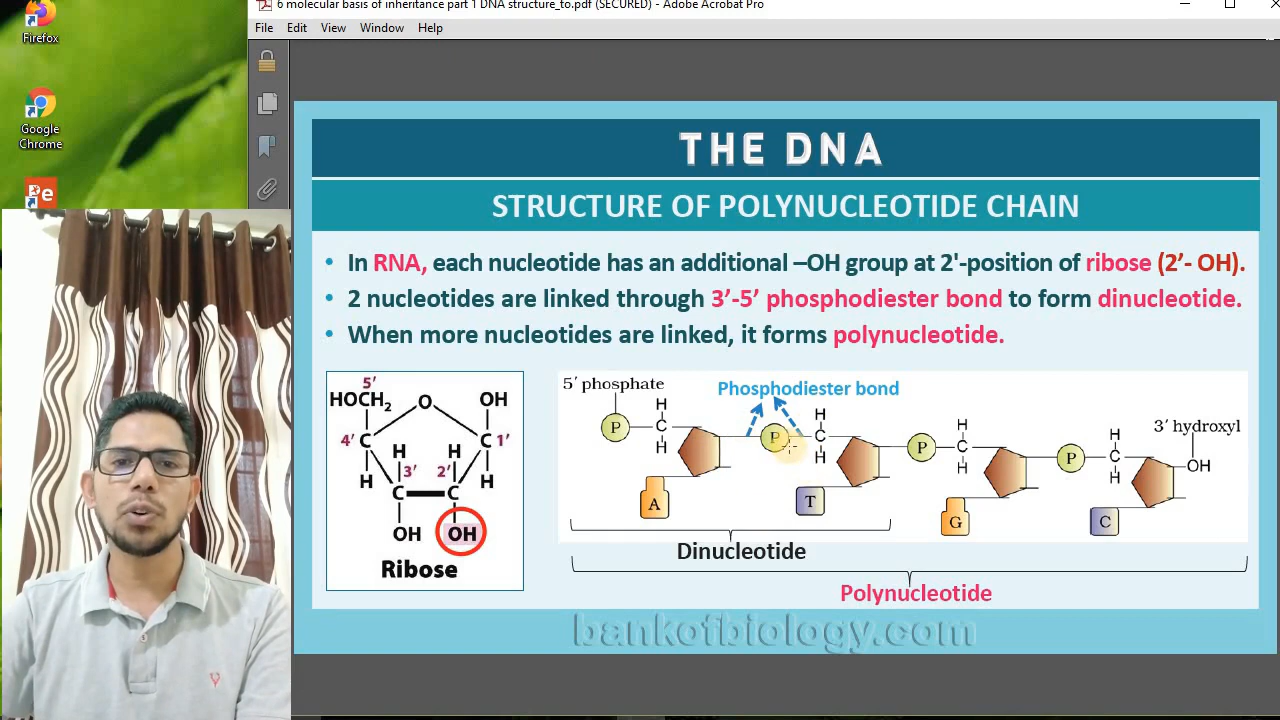 6 molecular basis of inheritance part 1 DNA structure_to.pdf (SECURED) - Adobe Acrobat Pro
File Edit View Window Help
Firefox
Google
Chrome
Pe
THE DNA
STRUCTURE OF POLYNUCLEOTIDE CHAIN
• In RNA, each nucleotide has an additional –OH group at 2'-position of ribose (2’- OH).
• 2 nucleotides are linked through 3’-5’ phosphodiester bond to form dinucleotide.
• When more nucleotides are linked, it forms polynucleotide.
5′
HOCH2 O OH
4′ C C 1′
H H
H 3′ 2′ H
C C
OH OH
Ribose
5′ phosphate
Phosphodiester bond
3′ hydroxyl
H H H H
P C P C P C P C OH
H H H H
A T G C
Dinucleotide
Polynucleotide
bankofbiology.com